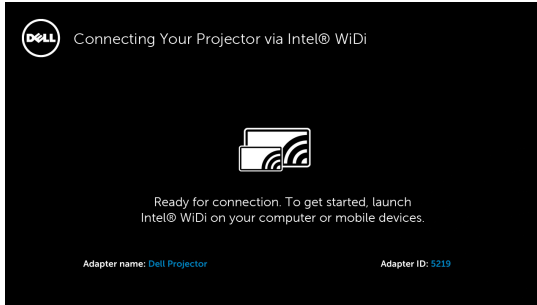 DELL
Connecting Your Projector via Intel® WiDi
Ready for connection. To get started, launch
Intel® WiDi on your computer or mobile devices.
Adapter name: Dell Projector
Adapter ID: 5219